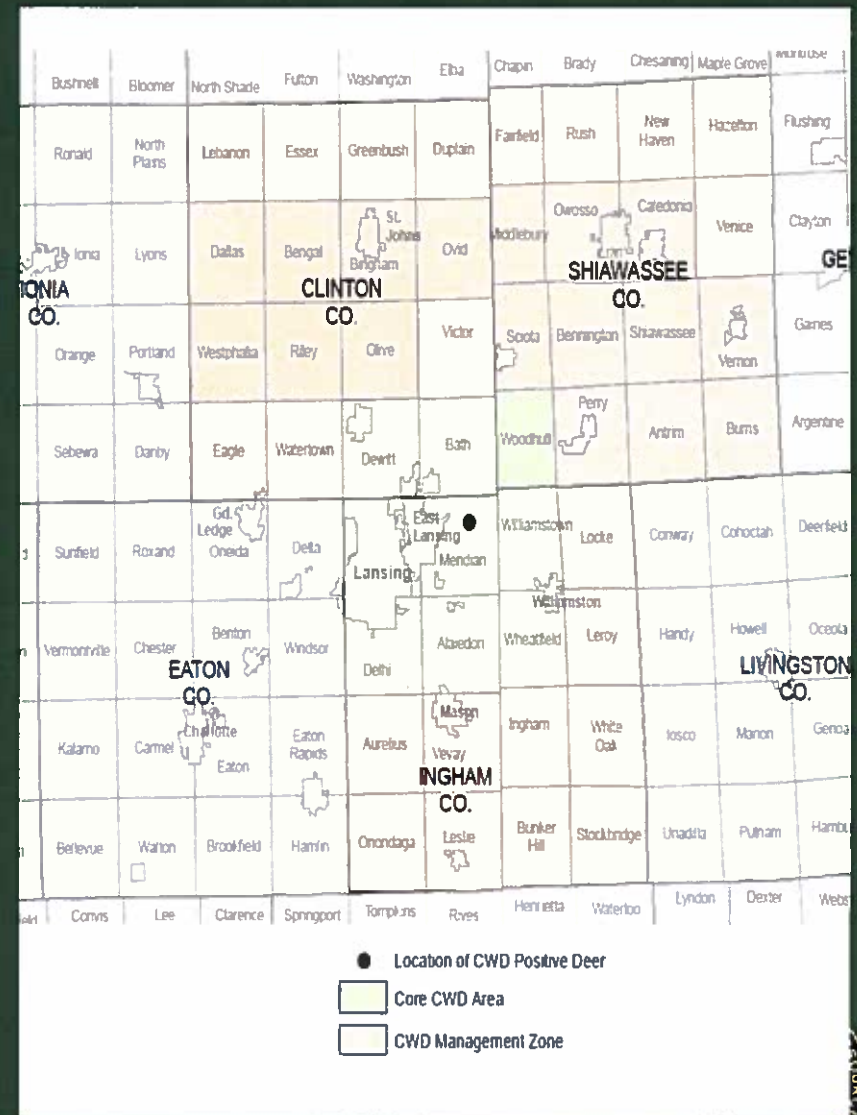 Bushnell Bloomer North Shade Fulton Washington Elba Chapin Brady Chesaning Maple Grove Montrose
Ronald North Plains Lebanon Essex Greenbush Duplain Fairfield Rush New Haven Hazelton Flushing
Ionia Lyons Dallas Bengal St. Johns Bingham Ovid Middlebury Owosso Caledonia Venice Clayton
IONIA CO.
CLINTON CO.
SHIAWASSEE CO.
GE
Orange Portland Westphalia Riley Olive Victor Sciota Bennington Shiawassee Vernon Gaines
Sebewa Danby Eagle Watertown Dewitt Bath Woodhull Perry Antrim Burns Argentine
Sunfield Roxand Gd. Ledge Oneida Delta Lansing East Lansing Meridian Williamstown Locke Conway Cohoctah Deerfield
Williamston
Vermontville Chester Benton Windsor Delhi Alaiedon Wheatfield Leroy Handy Howell Oceola
EATON CO.
LIVINGSTON CO.
Kalamo Carmel Charlotte Eaton Eaton Rapids Aurelius Mason Vevay Ingham White Oak Iosco Marion Genoa
INGHAM CO.
Bellevue Walton Brookfield Hamlin Onondaga Leslie Bunker Hill Stockbridge Unadilla Putnam Hambu
Convis Lee Clarence Springport Tompkins Rives Henrietta Waterloo Lyndon Dexter Webs
Location of CWD Positive Deer
Core CWD Area
CWD Management Zone